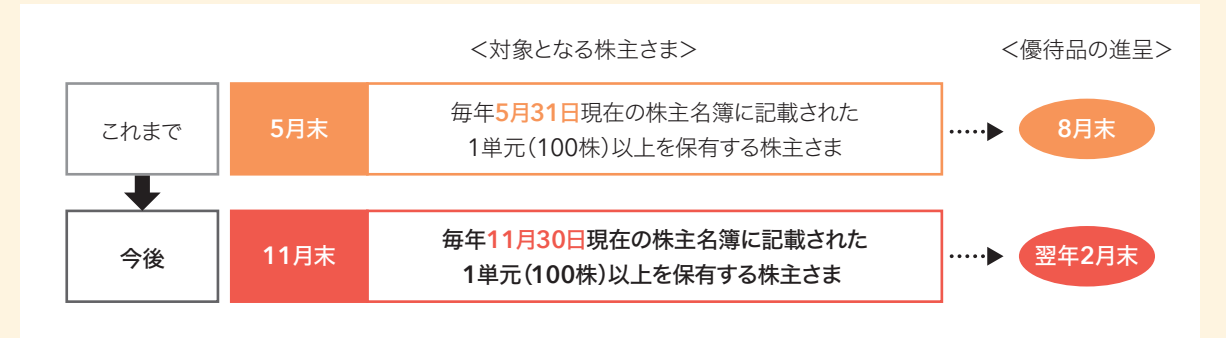 ＜対象となる株主さま＞
＜優待品の進呈＞
これまで
5月末
毎年5月31日現在の株主名簿に記載された
1単元（100株）以上を保有する株主さま
8月末
今後
11月末
毎年11月30日現在の株主名簿に記載された
1単元（100株）以上を保有する株主さま
翌年2月末